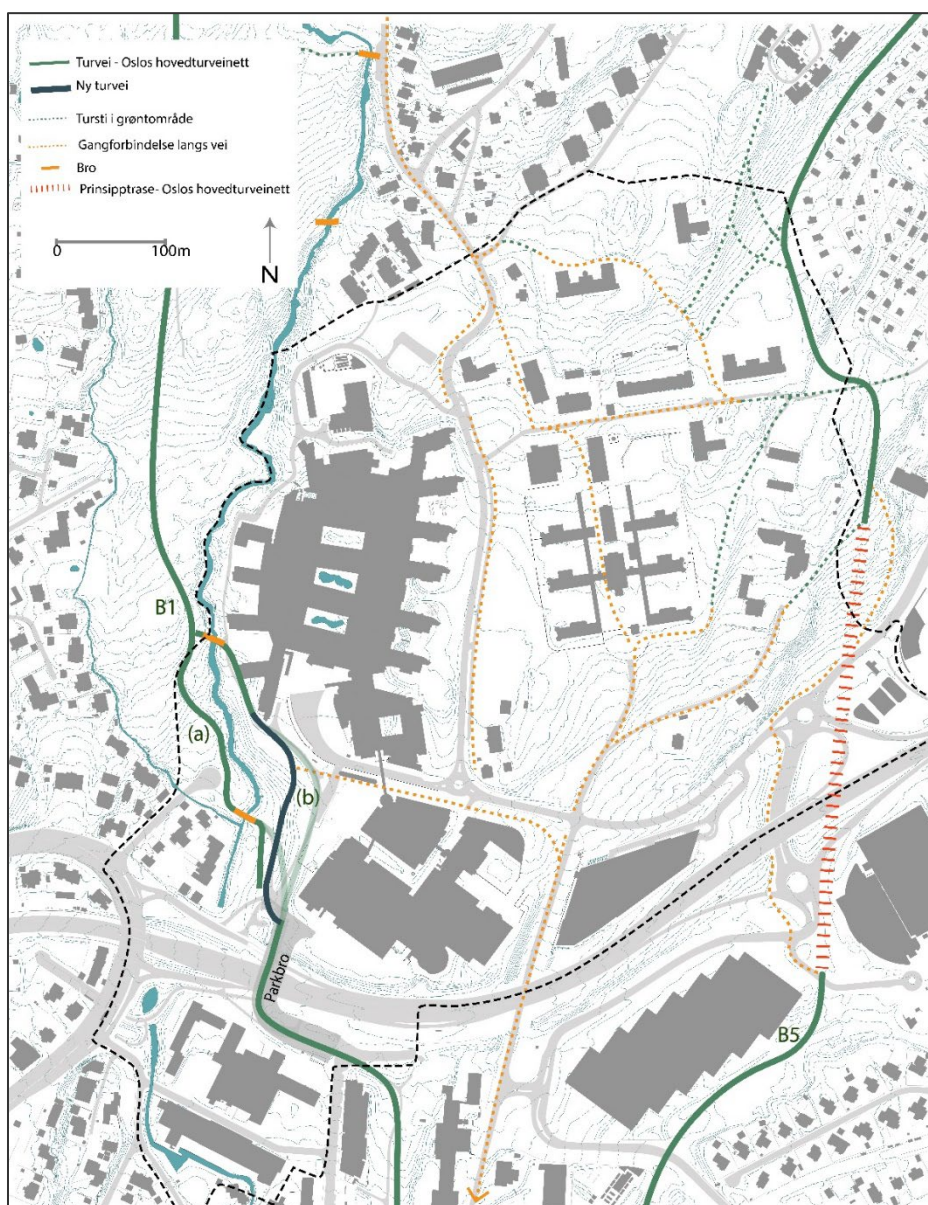 Turvei - Oslos hovedturveinett
Ny turvei
Tursti i grøntområde
Gangforbindelse langs vei
Bro
Prinsipptrase- Oslos hovedturveinett
0 100m
N
B1
(a)
(b)
Parkbro
B5